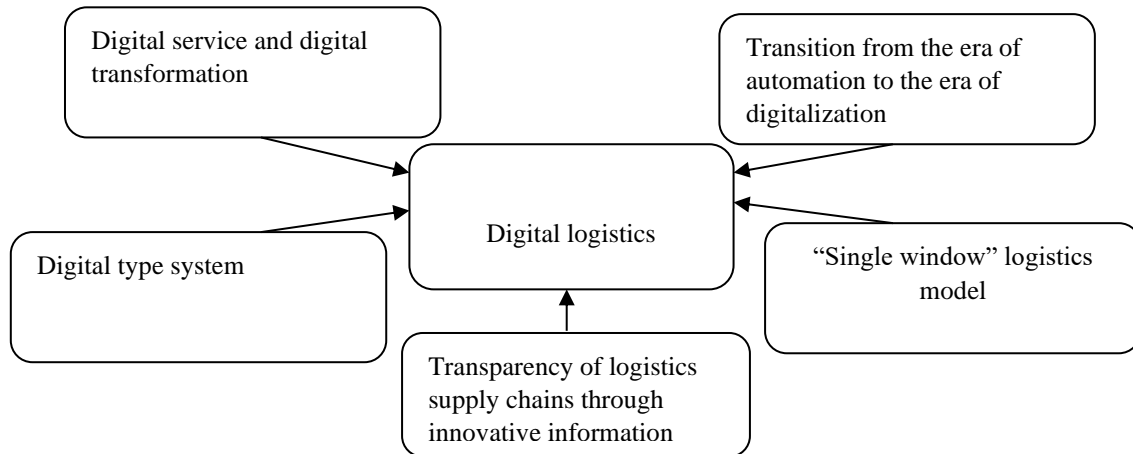 Digital service and digital
transformation
Transition from the era of
automation to the era of
digitalization
Digital logistics
Digital type system
“Single window” logistics
model
Transparency of logistics
supply chains through
innovative information